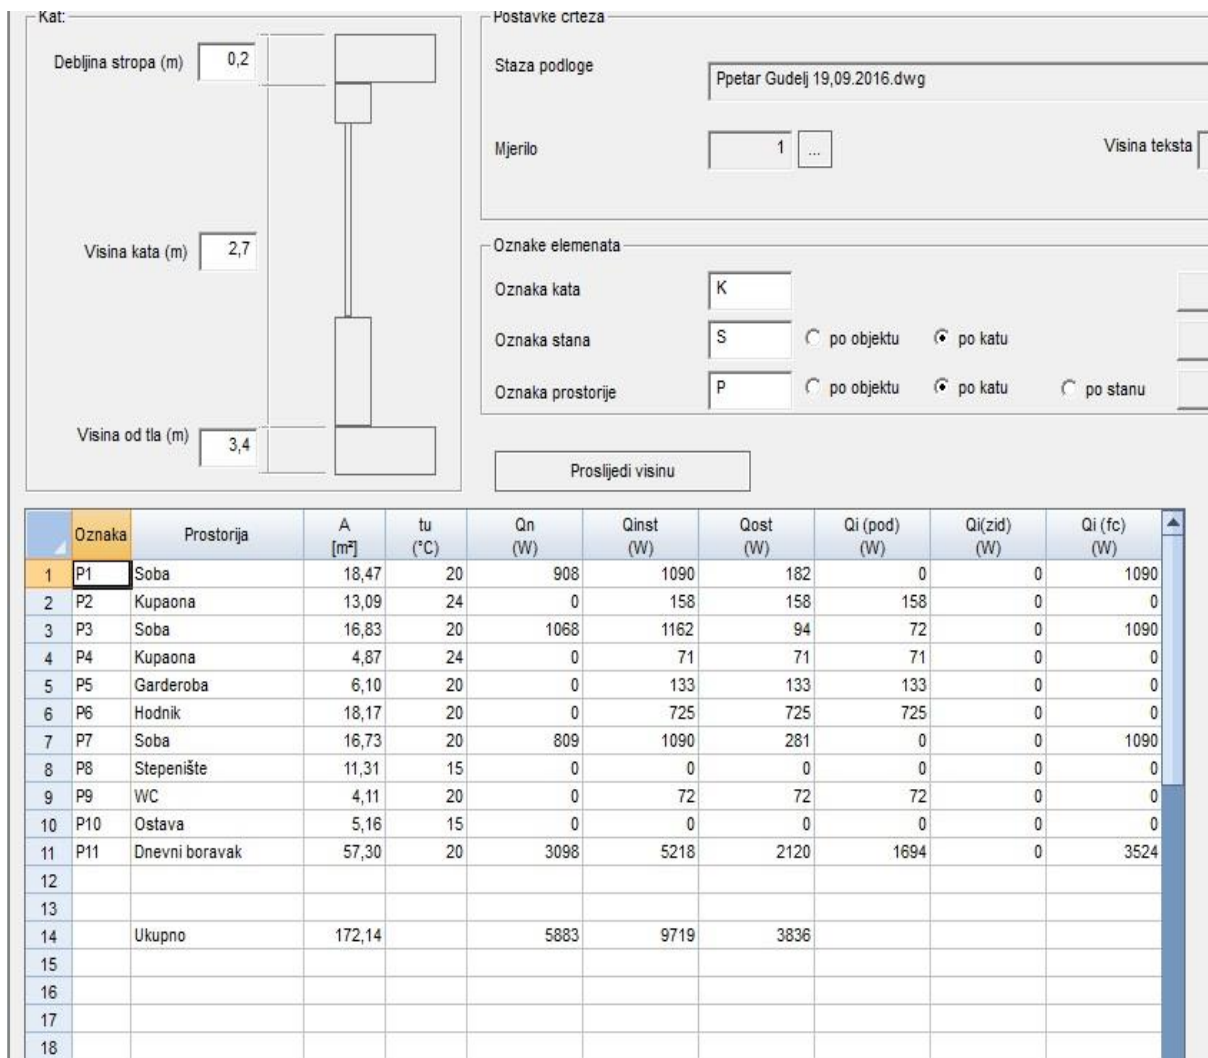 Kat:
Debljina stropa (m) 0,2
Visina kata (m) 2,7
Visina od tla (m) 3,4
Postavke crteza
Staza podloge Ppetar Gudelj 19,09.2016.dwg
Mjerilo 1 ... Visina teksta
Oznake elemenata
Oznaka kata K
Oznaka stana S po objektu po katu
Oznaka prostorije P po objektu po katu po stanu
Proslijedi visinu
Oznaka Prostorija A [m²] tu (°C) Qn (W) Qinst (W) Qost (W) Qi (pod) (W) Qi(zid) (W) Qi (fc) (W)
1 P1 Soba 18,47 20 908 1090 182 0 0 1090
2 P2 Kupaona 13,09 24 0 158 158 158 0 0
3 P3 Soba 16,83 20 1068 1162 94 72 0 1090
4 P4 Kupaona 4,87 24 0 71 71 71 0 0
5 P5 Garderoba 6,10 20 0 133 133 133 0 0
6 P6 Hodnik 18,17 20 0 725 725 725 0 0
7 P7 Soba 16,73 20 809 1090 281 0 0 1090
8 P8 Stepenište 11,31 15 0 0 0 0 0 0
9 P9 WC 4,11 20 0 72 72 72 0 0
10 P10 Ostava 5,16 15 0 0 0 0 0 0
11 P11 Dnevni boravak 57,30 20 3098 5218 2120 1694 0 3524
12
13
14 Ukupno 172,14 5883 9719 3836
15
16
17
18